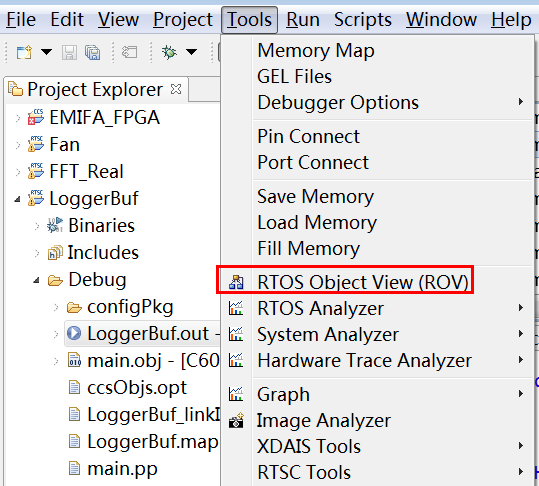 File Edit View Project Tools Run Scripts Window Help
Project Explorer
EMIFA_FPGA
Fan
FFT_Real
LoggerBuf
Binaries
Includes
Debug
configPkg
LoggerBuf.out -
main.obj - [C60
ccsObjs.opt
LoggerBuf_linkI
LoggerBuf.map
main.pp
Memory Map
GEL Files
Debugger Options
Pin Connect
Port Connect
Save Memory
Load Memory
Fill Memory
RTOS Object View (ROV)
RTOS Analyzer
System Analyzer
Hardware Trace Analyzer
Graph
Image Analyzer
XDAIS Tools
RTSC Tools